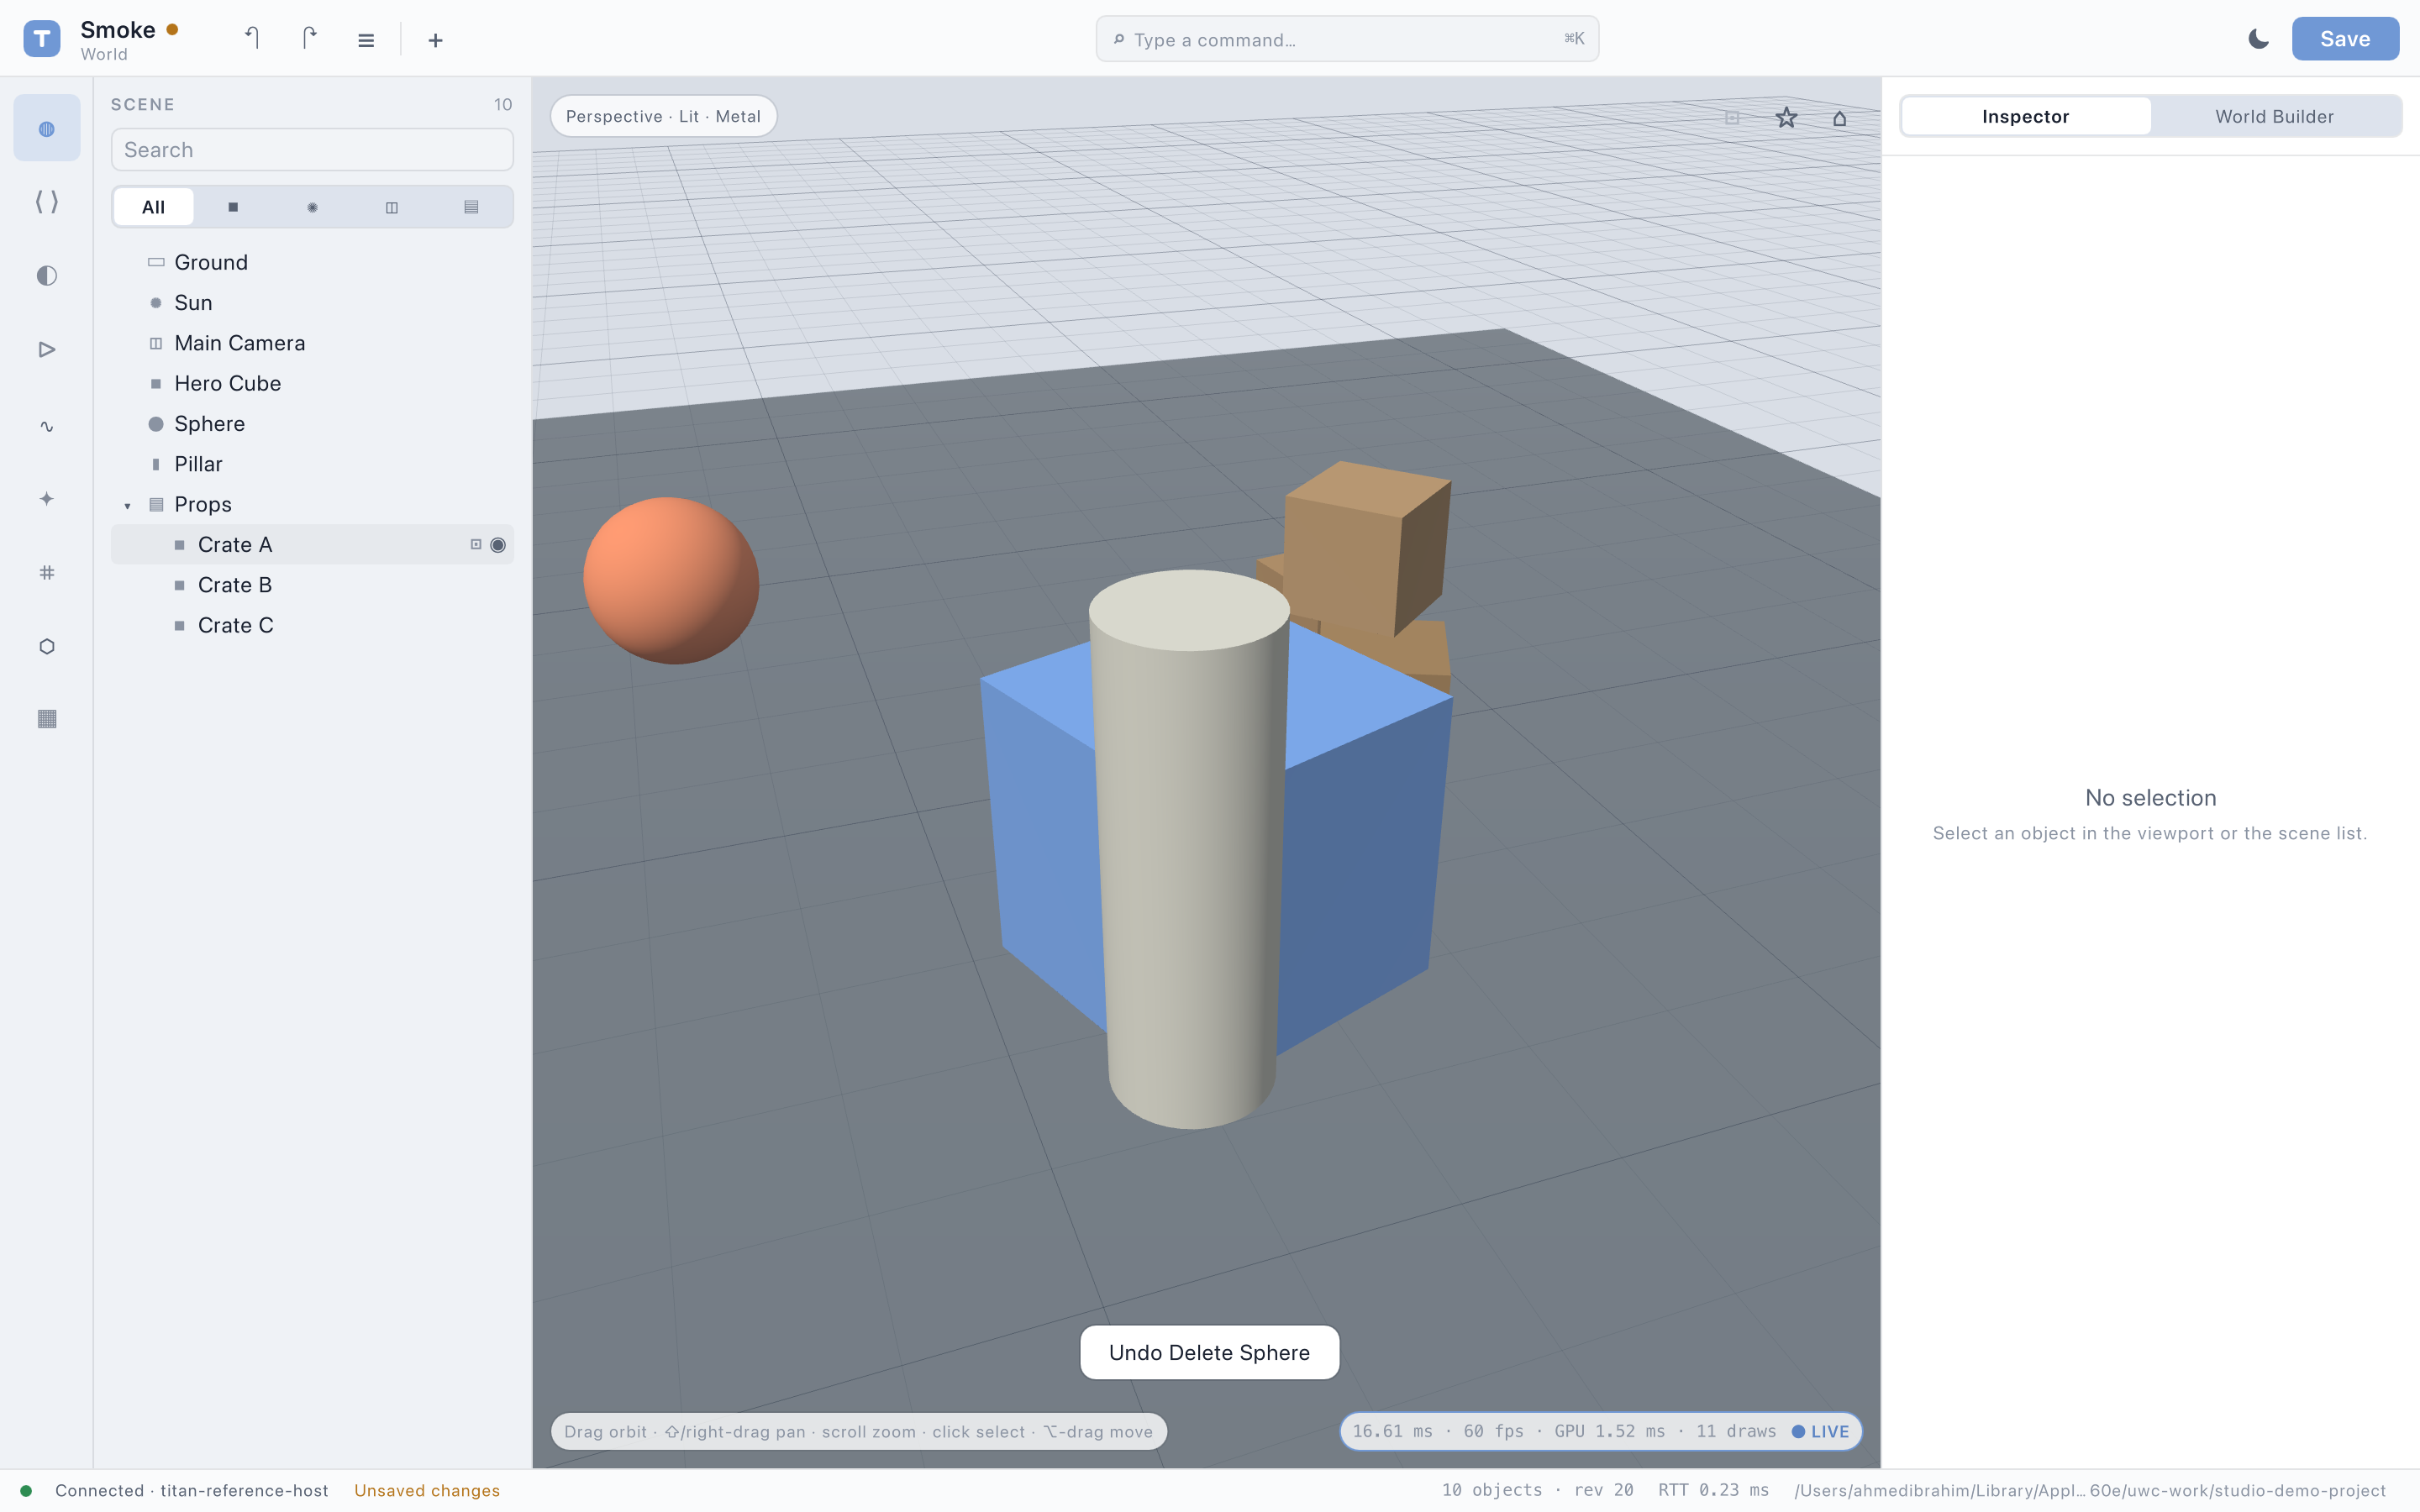 T
Smoke
World
Type a command…
⌘K
Save
SCENE
10
Search
All
Ground
Sun
Main Camera
Hero Cube
Sphere
Pillar
Props
Crate A
Crate B
Crate C
Perspective · Lit · Metal
Undo Delete Sphere
Drag orbit · ⇧/right-drag pan · scroll zoom · click select · ⌥-drag move
16.61 ms · 60 fps · GPU 1.52 ms · 11 draws
LIVE
Inspector
World Builder
No selection
Select an object in the viewport or the scene list.
Connected · titan-reference-host
Unsaved changes
10 objects · rev 20
RTT 0.23 ms
/Users/ahmedibrahim/Library/Appl… 60e/uwc-work/studio-demo-project